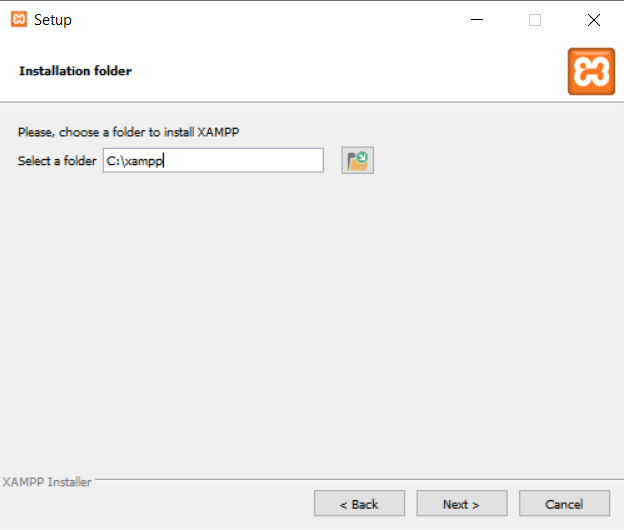 Setup
Installation folder
Please, choose a folder to install XAMPP
Select a folder C:\xampp
XAMPP Installer
< Back Next > Cancel